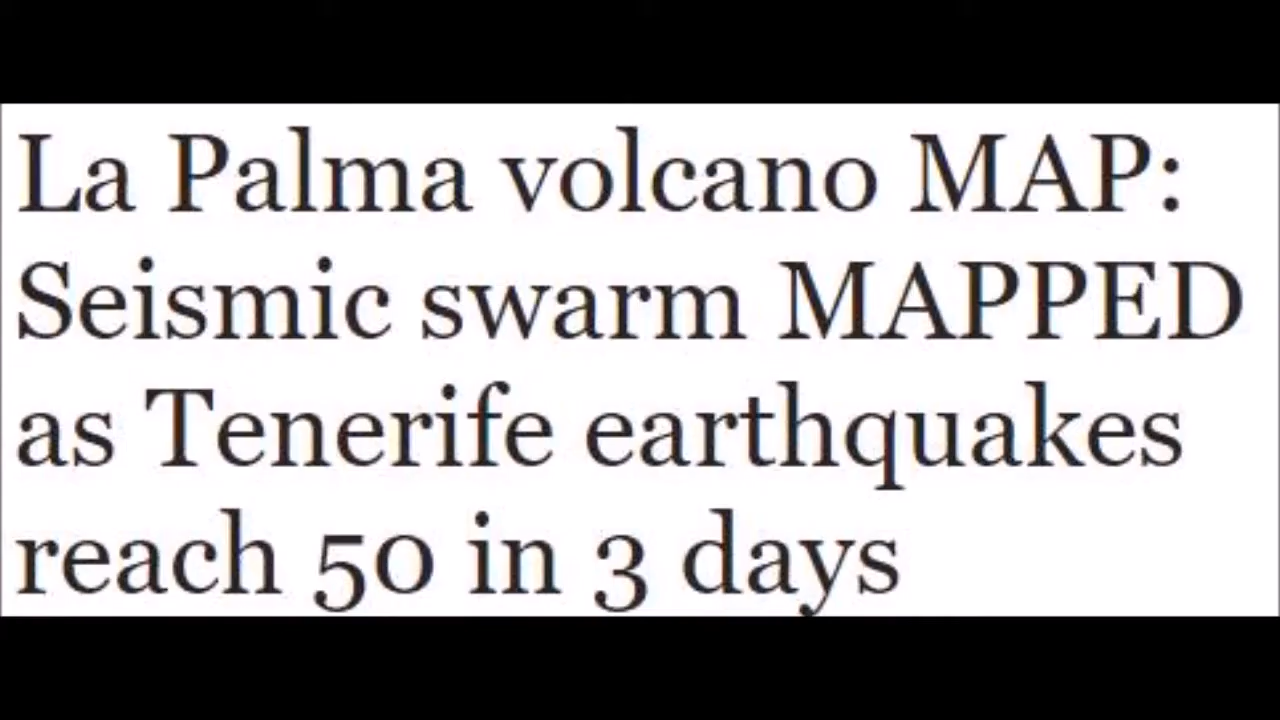 La Palma volcano MAP:
Seismic swarm MAPPED
as Tenerife earthquakes
reach 50 in 3 days